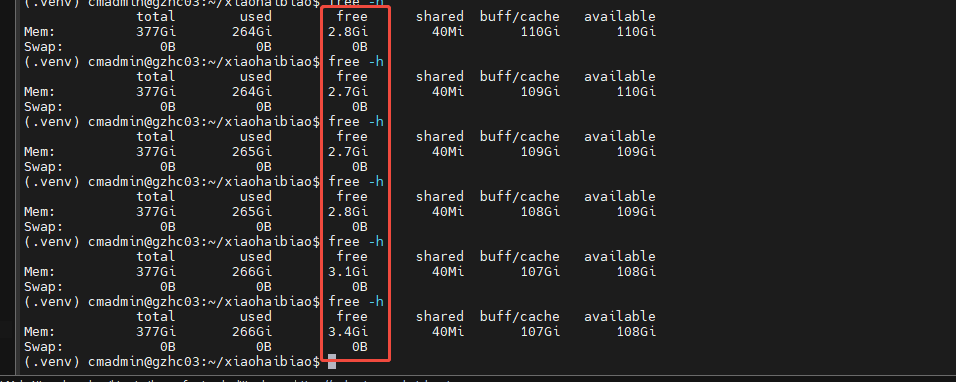 (.venv) cmadmin@gzhc03:~/xiaohaibiao$ free -h
total used free shared buff/cache available
Mem: 377Gi 264Gi 2.8Gi 40Mi 110Gi 110Gi
Swap: 0B 0B 0B
(.venv) cmadmin@gzhc03:~/xiaohaibiao$ free -h
total used free shared buff/cache available
Mem: 377Gi 264Gi 2.7Gi 40Mi 109Gi 110Gi
Swap: 0B 0B 0B
(.venv) cmadmin@gzhc03:~/xiaohaibiao$ free -h
total used free shared buff/cache available
Mem: 377Gi 265Gi 2.7Gi 40Mi 109Gi 109Gi
Swap: 0B 0B 0B
(.venv) cmadmin@gzhc03:~/xiaohaibiao$ free -h
total used free shared buff/cache available
Mem: 377Gi 265Gi 2.8Gi 40Mi 108Gi 109Gi
Swap: 0B 0B 0B
(.venv) cmadmin@gzhc03:~/xiaohaibiao$ free -h
total used free shared buff/cache available
Mem: 377Gi 266Gi 3.1Gi 40Mi 107Gi 108Gi
Swap: 0B 0B 0B
(.venv) cmadmin@gzhc03:~/xiaohaibiao$ free -h
total used free shared buff/cache available
Mem: 377Gi 266Gi 3.4Gi 40Mi 107Gi 108Gi
Swap: 0B 0B 0B
(.venv) cmadmin@gzhc03:~/xiaohaibiao$